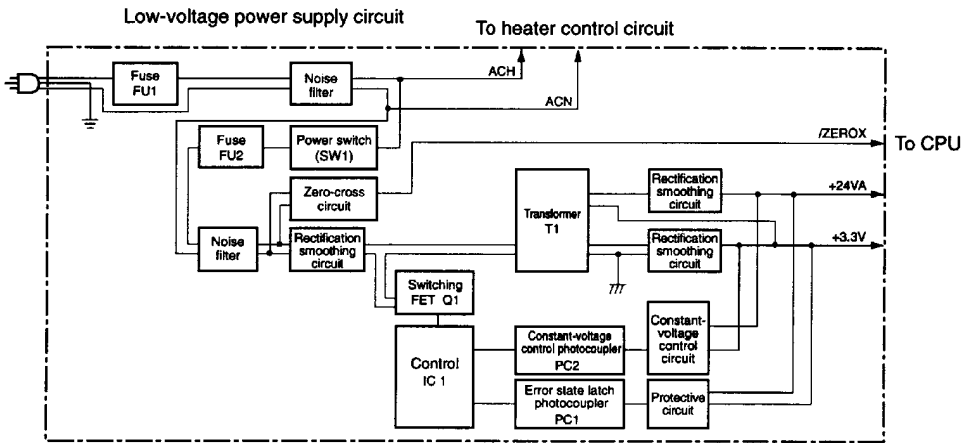 Low-voltage power supply circuit
To heater control circuit
Fuse
FU1
Noise
filter
ACH
ACN
Fuse
FU2
Power switch
(SW1)
/ZEROX
To CPU
Zero-cross
circuit
Transformer
T1
Rectification
smoothing
circuit
+24VA
Noise
filter
Rectification
smoothing
circuit
Rectification
smoothing
circuit
+3.3V
Switching
FET Q1
Control
IC 1
Constant-voltage
control photocoupler
PC2
Constant-
voltage
control
circuit
Error state latch
photocoupler
PC1
Protective
circuit